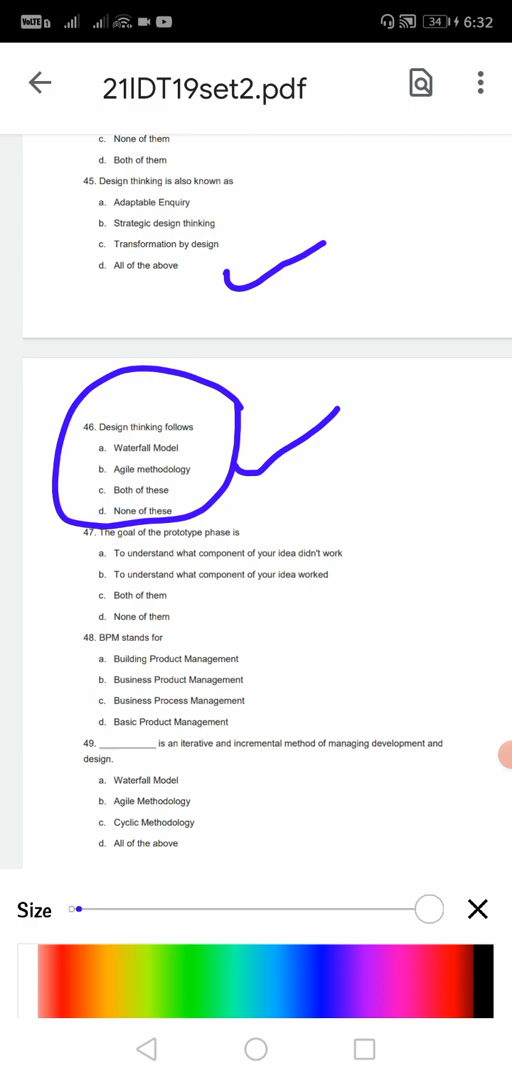 VoLTE 34 6:32
21IDT19set2.pdf
c. None of them
d. Both of them
45. Design thinking is also known as
a. Adaptable Enquiry
b. Strategic design thinking
c. Transformation by design
d. All of the above
46. Design thinking follows
a. Waterfall Model
b. Agile methodology
c. Both of these
d. None of these
47. The goal of the prototype phase is
a. To understand what component of your idea didn't work
b. To understand what component of your idea worked
c. Both of them
d. None of them
48. BPM stands for
a. Building Product Management
b. Business Product Management
c. Business Process Management
d. Basic Product Management
49. __________ is an iterative and incremental method of managing development and
design.
a. Waterfall Model
b. Agile Methodology
c. Cyclic Methodology
d. All of the above
Size